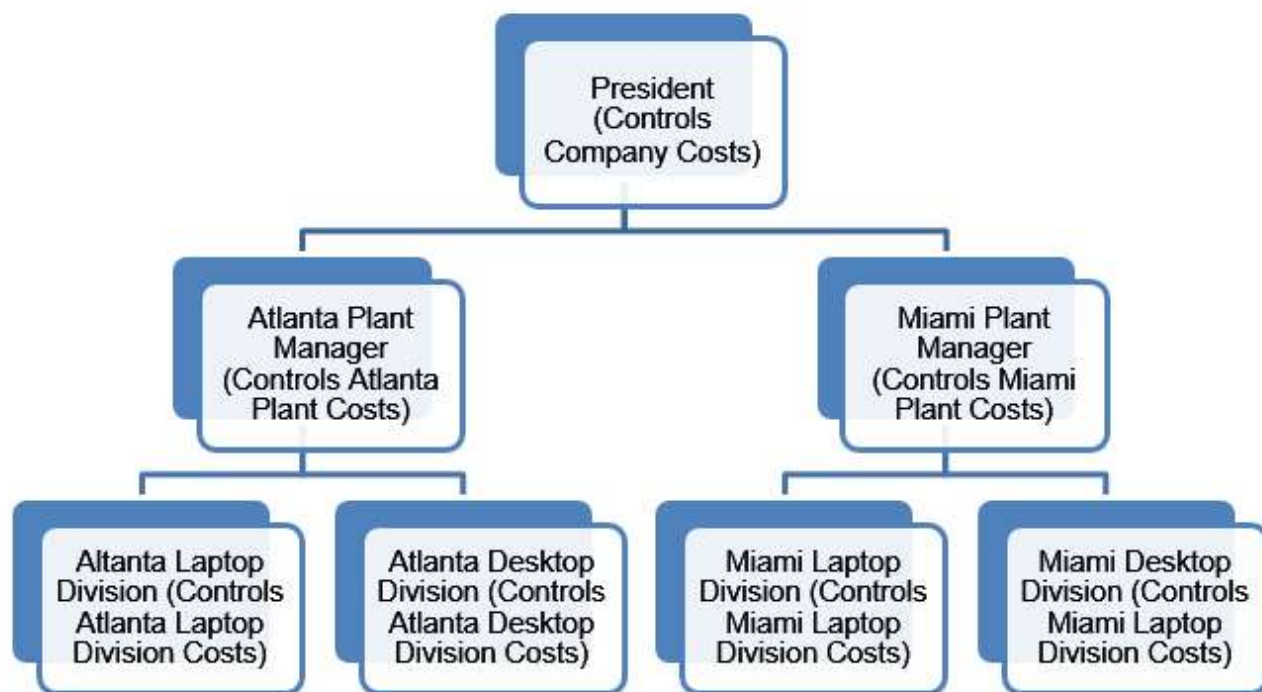 President
(Controls
Company Costs)
Atlanta Plant
Manager
(Controls Atlanta
Plant Costs)
Miami Plant
Manager
(Controls Miami
Plant Costs)
Altanta Laptop
Division (Controls
Atlanta Laptop
Division Costs)
Atlanta Desktop
Division (Controls
Atlanta Desktop
Division Costs)
Miami Laptop
Division (Controls
Miami Laptop
Division Costs)
Miami Desktop
Division (Controls
Miami Laptop
Division Costs)